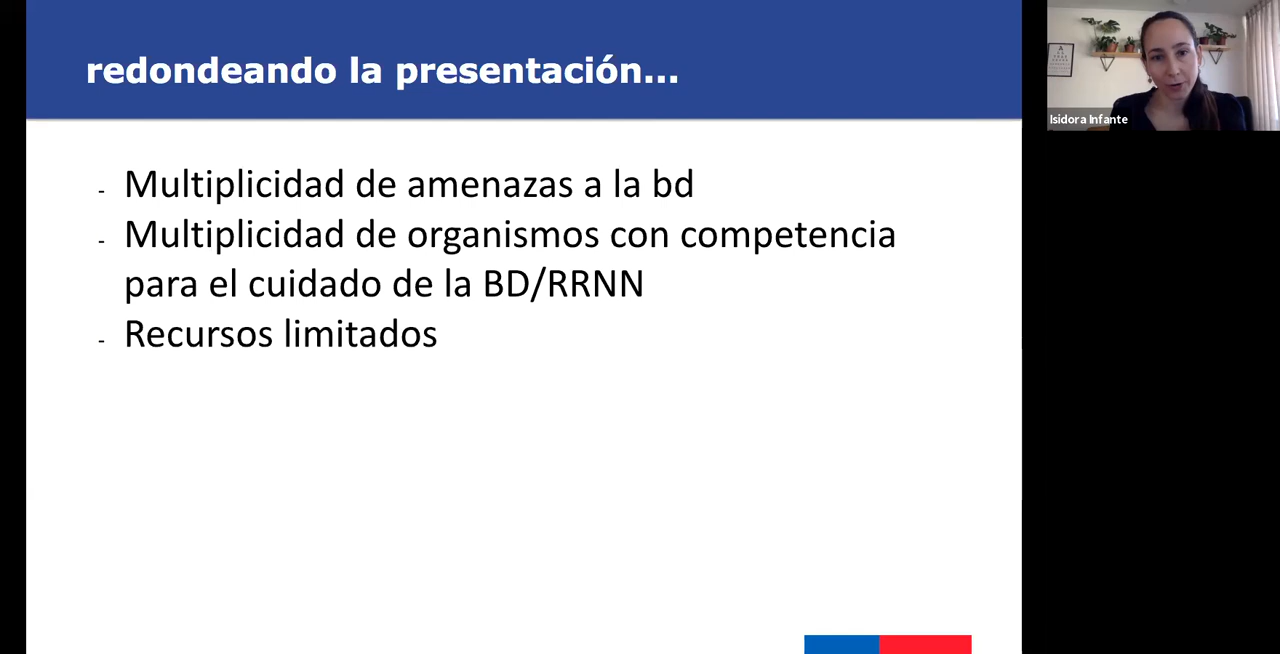 redondeando la presentación...
- Multiplicidad de amenazas a la bd
- Multiplicidad de organismos con competencia
para el cuidado de la BD/RRNN
- Recursos limitados
Isidora Infante